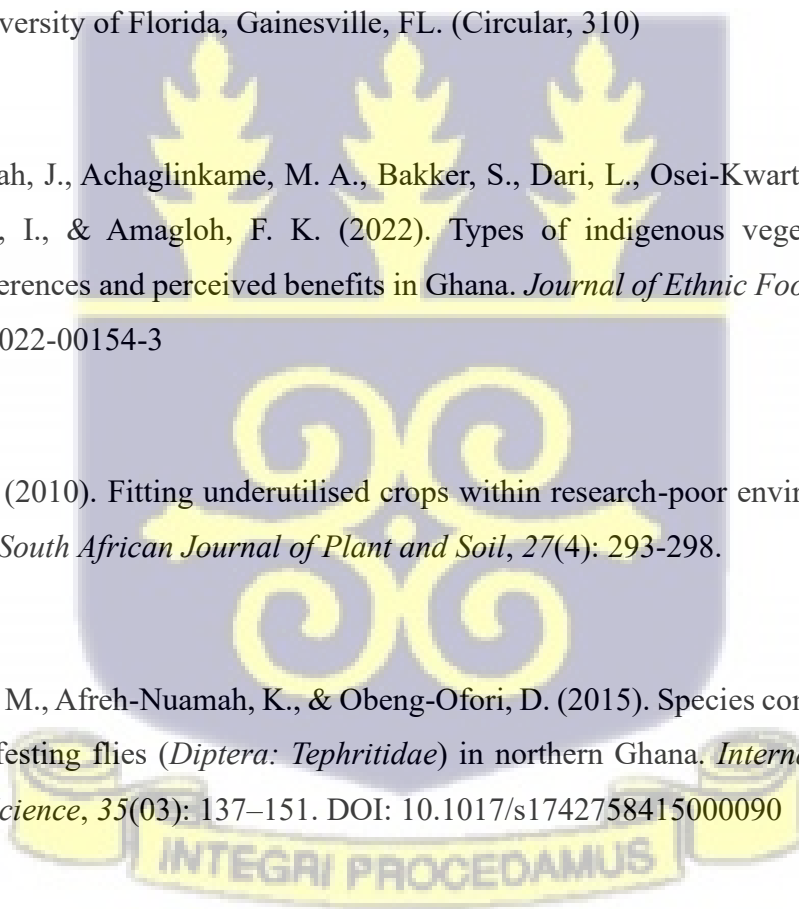 versity of Florida, Gainesville, FL. (Circular, 310)
ah, J., Achaglinkame, M. A., Bakker, S., Dari, L., Osei-Kwart
, I., & Amagloh, F. K. (2022). Types of indigenous vege
erences and perceived benefits in Ghana. Journal of Ethnic Foo
022-00154-3
(2010). Fitting underutilised crops within research-poor envir
South African Journal of Plant and Soil, 27(4): 293-298.
M., Afreh-Nuamah, K., & Obeng-Ofori, D. (2015). Species con
festing flies (Diptera: Tephritidae) in northern Ghana. Interna
cience, 35(03): 137–151. DOI: 10.1017/s1742758415000090
INTEGRI PROCEDAMUS